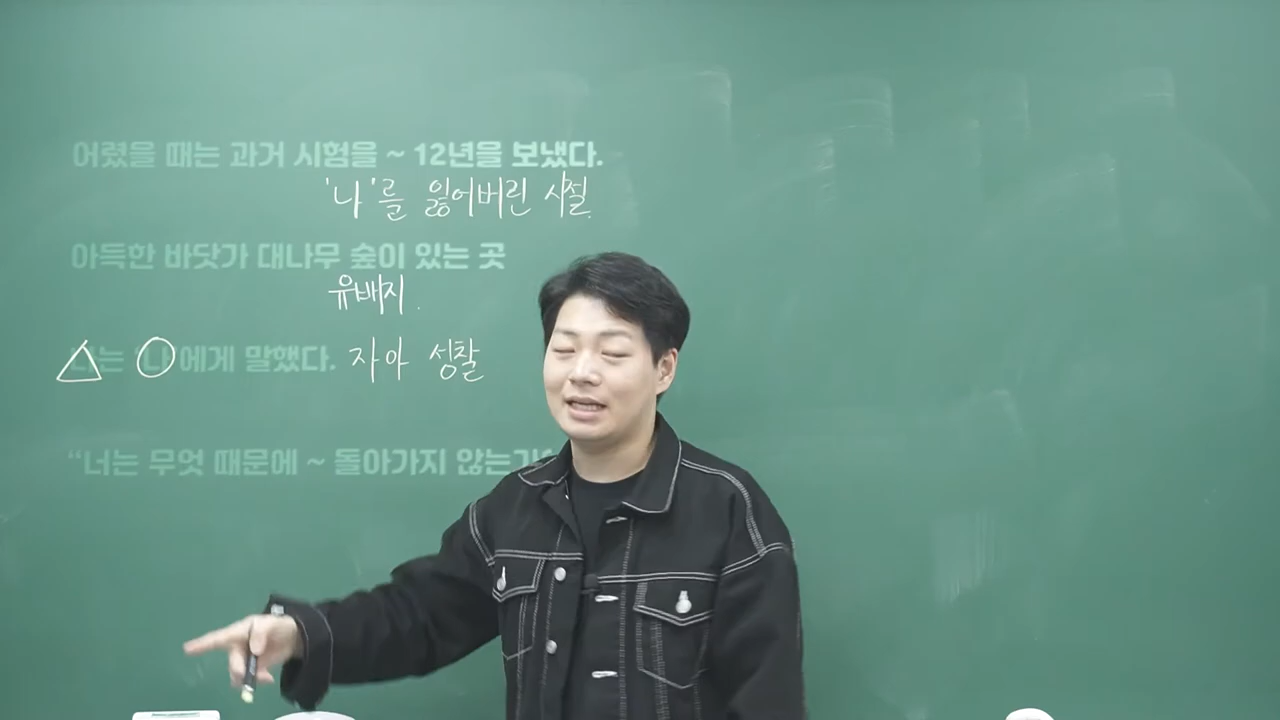 어렸을 때는 과거 시험을 ~ 12년을 보냈다.
'나'를 잃어버린 시절.
아득한 바닷가 대나무 숲이 있는 곳
유배지.
나는 '나'에게 말했다. 자아 성찰
“너는 무엇 때문에 ~ 돌아가지 않는가